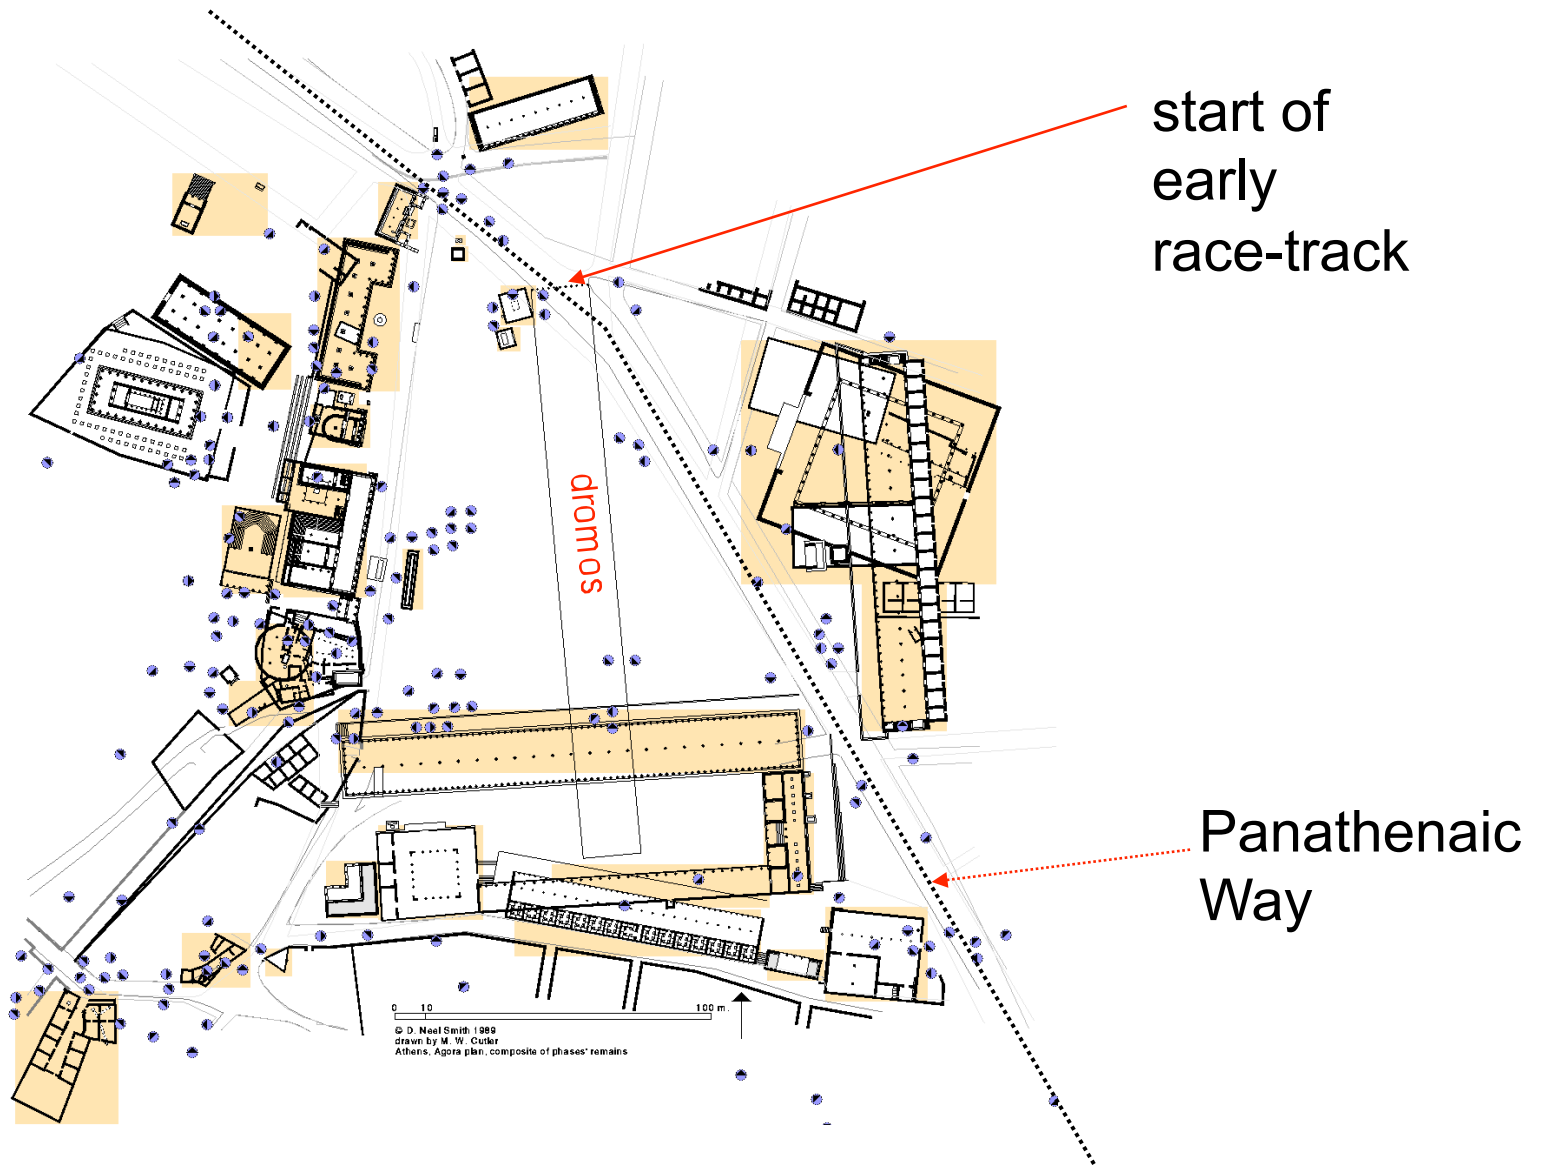 start of
early
race-track
dromos
Panathenaic
Way
0 10 100 m.
© D. Neel Smith 1989
drawn by M. W. Cutler
Athens, Agora plan, composite of phases' remains